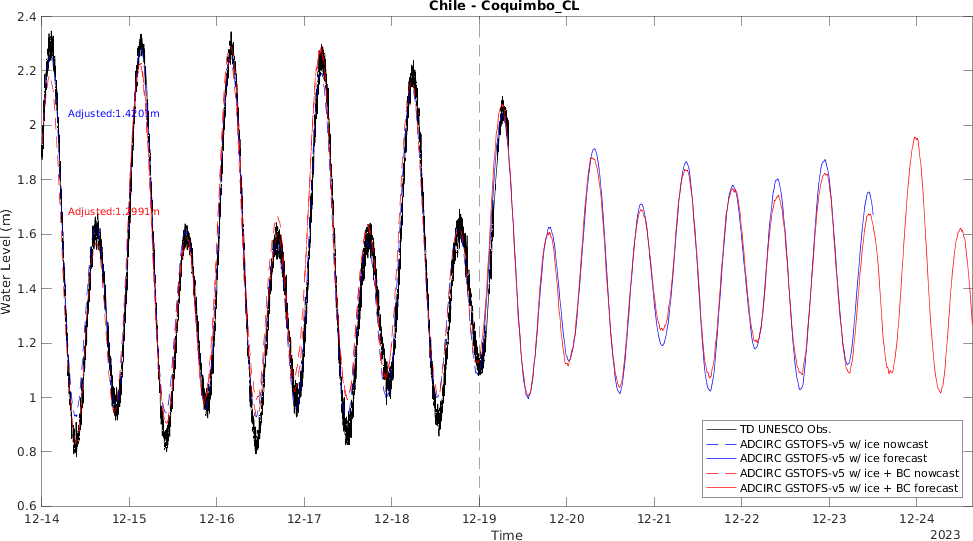 Chile - Coquimbo_CL
2.4
2.2
2
1.8
1.6
1.4
1.2
1
0.8
0.6
Water Level (m)
Adjusted:1.4205m
Adjusted:1.2991m
TD UNESCO Obs.
ADCIRC GSTOFS-v5 w/ ice nowcast
ADCIRC GSTOFS-v5 w/ ice forecast
ADCIRC GSTOFS-v5 w/ ice + BC nowcast
ADCIRC GSTOFS-v5 w/ ice + BC forecast
12-14 12-15 12-16 12-17 12-18 12-19 12-20 12-21 12-22 12-23 12-24
Time
2023